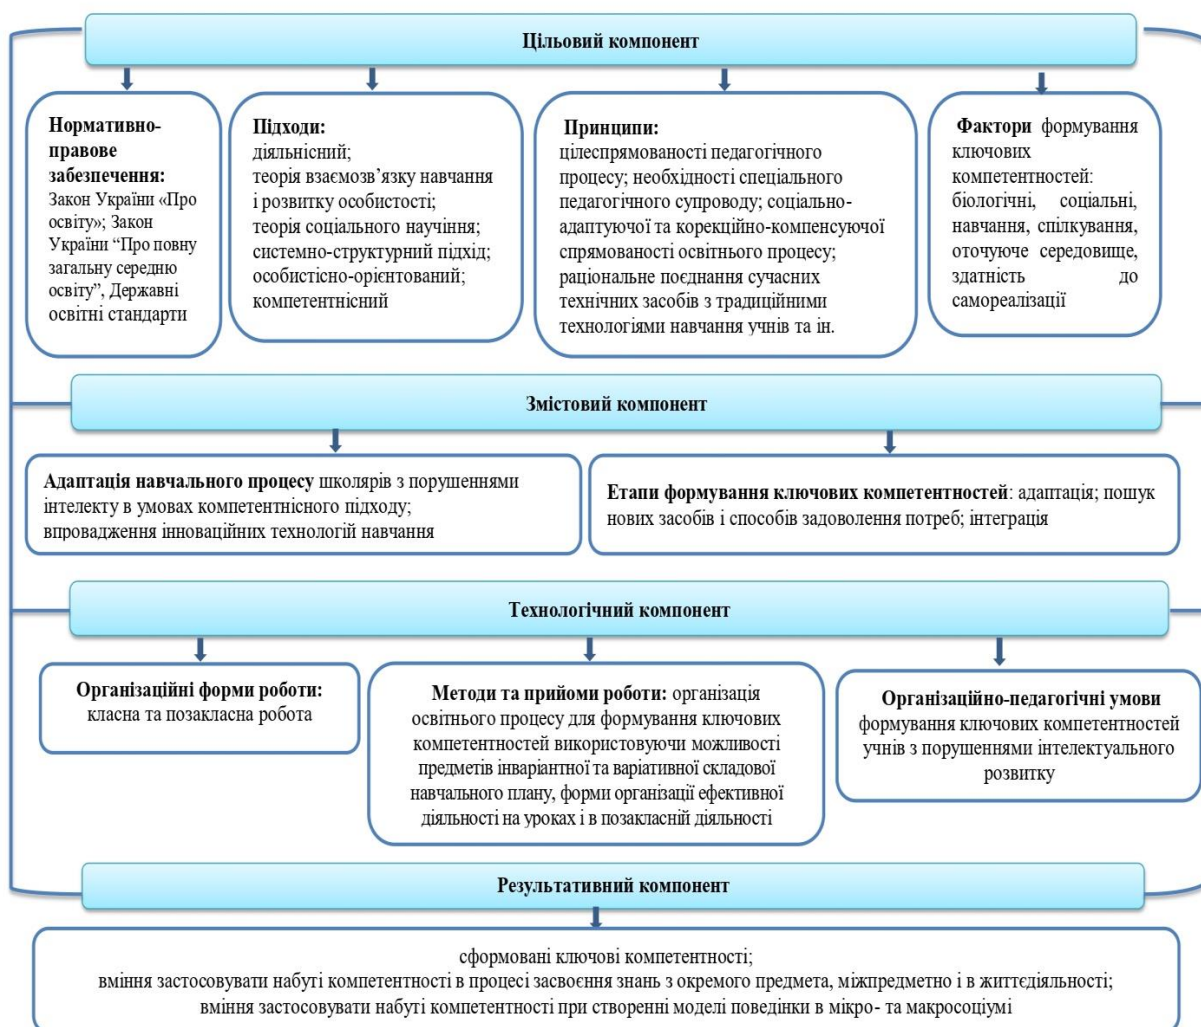 Цільовий компонент
Нормативно-
правове
забезпечення:
Закон України «Про
освіту»; Закон
України “Про повну
загальну середню
освіту”, Державні
освітні стандарти
Підходи:
діяльнісний;
теорія взаємозв’язку навчання
і розвитку особистості;
теорія соціального научіння;
системно-структурний підхід;
особистісно-орієнтований;
компетентнісний
Принципи:
цілеспрямованості педагогічного
процесу; необхідності спеціального
педагогічного супроводу; соціально-
адаптуючої та корекційно-компенсуючої
спрямованості освітнього процесу;
раціональне поєднання сучасних
технічних засобів з традиційними
технологіями навчання учнів та ін.
Фактори формування
ключових
компетентностей:
біологічні, соціальні,
навчання, спілкування,
оточуюче середовище,
здатність до
самореалізації
Змістовий компонент
Адаптація навчального процесу школярів з порушеннями
інтелекту в умовах компетентнісного підходу;
впровадження інноваційних технологій навчання
Етапи формування ключових компетентностей: адаптація; пошук
нових засобів і способів задоволення потреб; інтеграція
Технологічний компонент
Організаційні форми роботи:
класна та позакласна робота
Методи та прийоми роботи: організація
освітнього процесу для формування ключових
компетентностей використовуючи можливості
предметів інваріантної та варіативної складової
навчального плану, форми організації ефективної
діяльності на уроках і в позакласній діяльності
Організаційно-педагогічні умови
формування ключових компетентностей
учнів з порушеннями інтелектуального
розвитку
Результативний компонент
сформовані ключові компетентності;
вміння застосовувати набуті компетентності в процесі засвоєння знань з окремого предмета, міжпредметно і в життєдіяльності;
вміння застосовувати набуті компетентності при створенні моделі поведінки в мікро- та макросоціумі